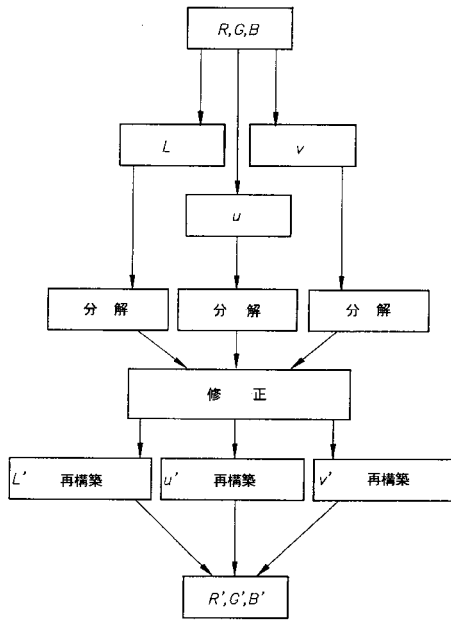 R,G,B
L
v
u
分 解
分 解
分 解
修 正
L' 再構築
u' 再構築
v' 再構築
R',G',B'